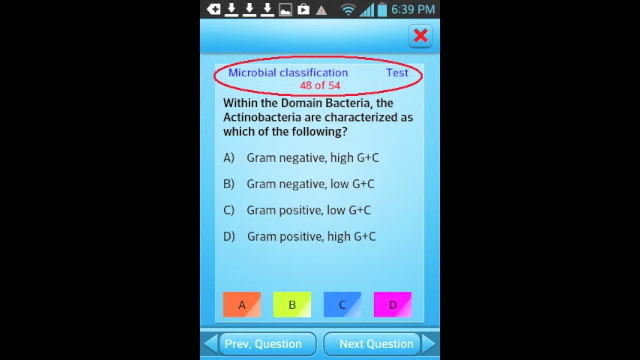 6:39 PM
Microbial classification Test
48 of 54
Within the Domain Bacteria, the
Actinobacteria are characterized as
which of the following?
A) Gram negative, high G+C
B) Gram negative, low G+C
C) Gram positive, low G+C
D) Gram positive, high G+C
A B C D
Prev, Question Next Question